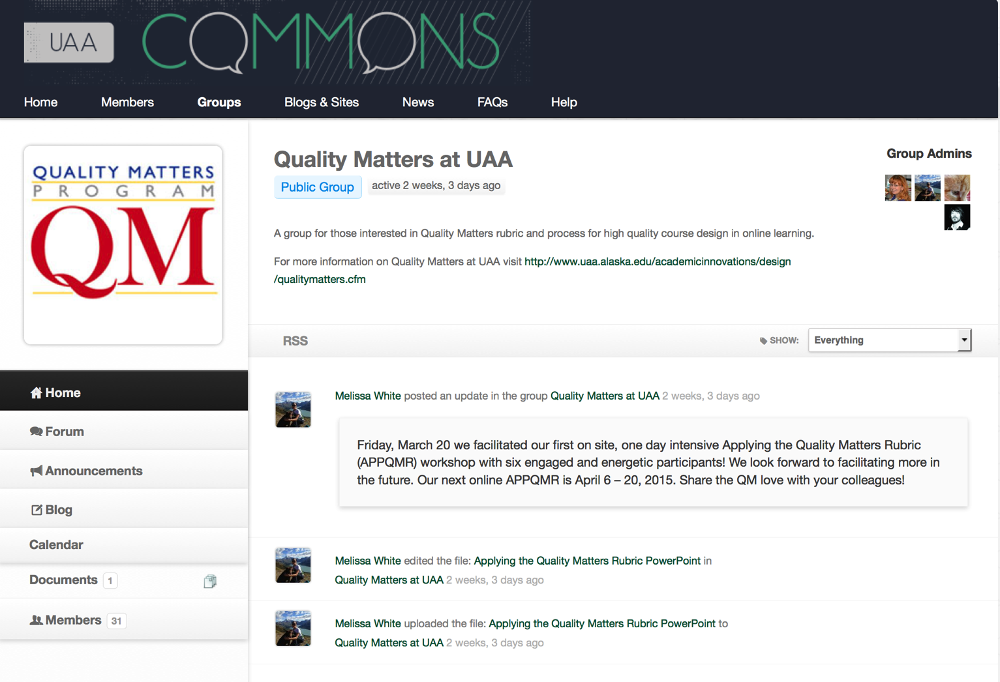 UAA COMMONS
Home Members Groups Blogs & Sites News FAQs Help
QUALITY MATTERS
PROGRAM
QM
Home
Forum
Announcements
Blog
Calendar
Documents 1
Members 31
Quality Matters at UAA
Public Group active 2 weeks, 3 days ago
A group for those interested in Quality Matters rubric and process for high quality course design in online learning.
For more information on Quality Matters at UAA visit http://www.uaa.alaska.edu/academicinnovations/design
/qualitymatters.cfm
Group Admins
RSS SHOW: Everything
Melissa White posted an update in the group Quality Matters at UAA 2 weeks, 3 days ago
Friday, March 20 we facilitated our first on site, one day intensive Applying the Quality Matters Rubric
(APPQMR) workshop with six engaged and energetic participants! We look forward to facilitating more in
the future. Our next online APPQMR is April 6 – 20, 2015. Share the QM love with your colleagues!
Melissa White edited the file: Applying the Quality Matters Rubric PowerPoint in
Quality Matters at UAA 2 weeks, 3 days ago
Melissa White uploaded the file: Applying the Quality Matters Rubric PowerPoint to
Quality Matters at UAA 2 weeks, 3 days ago